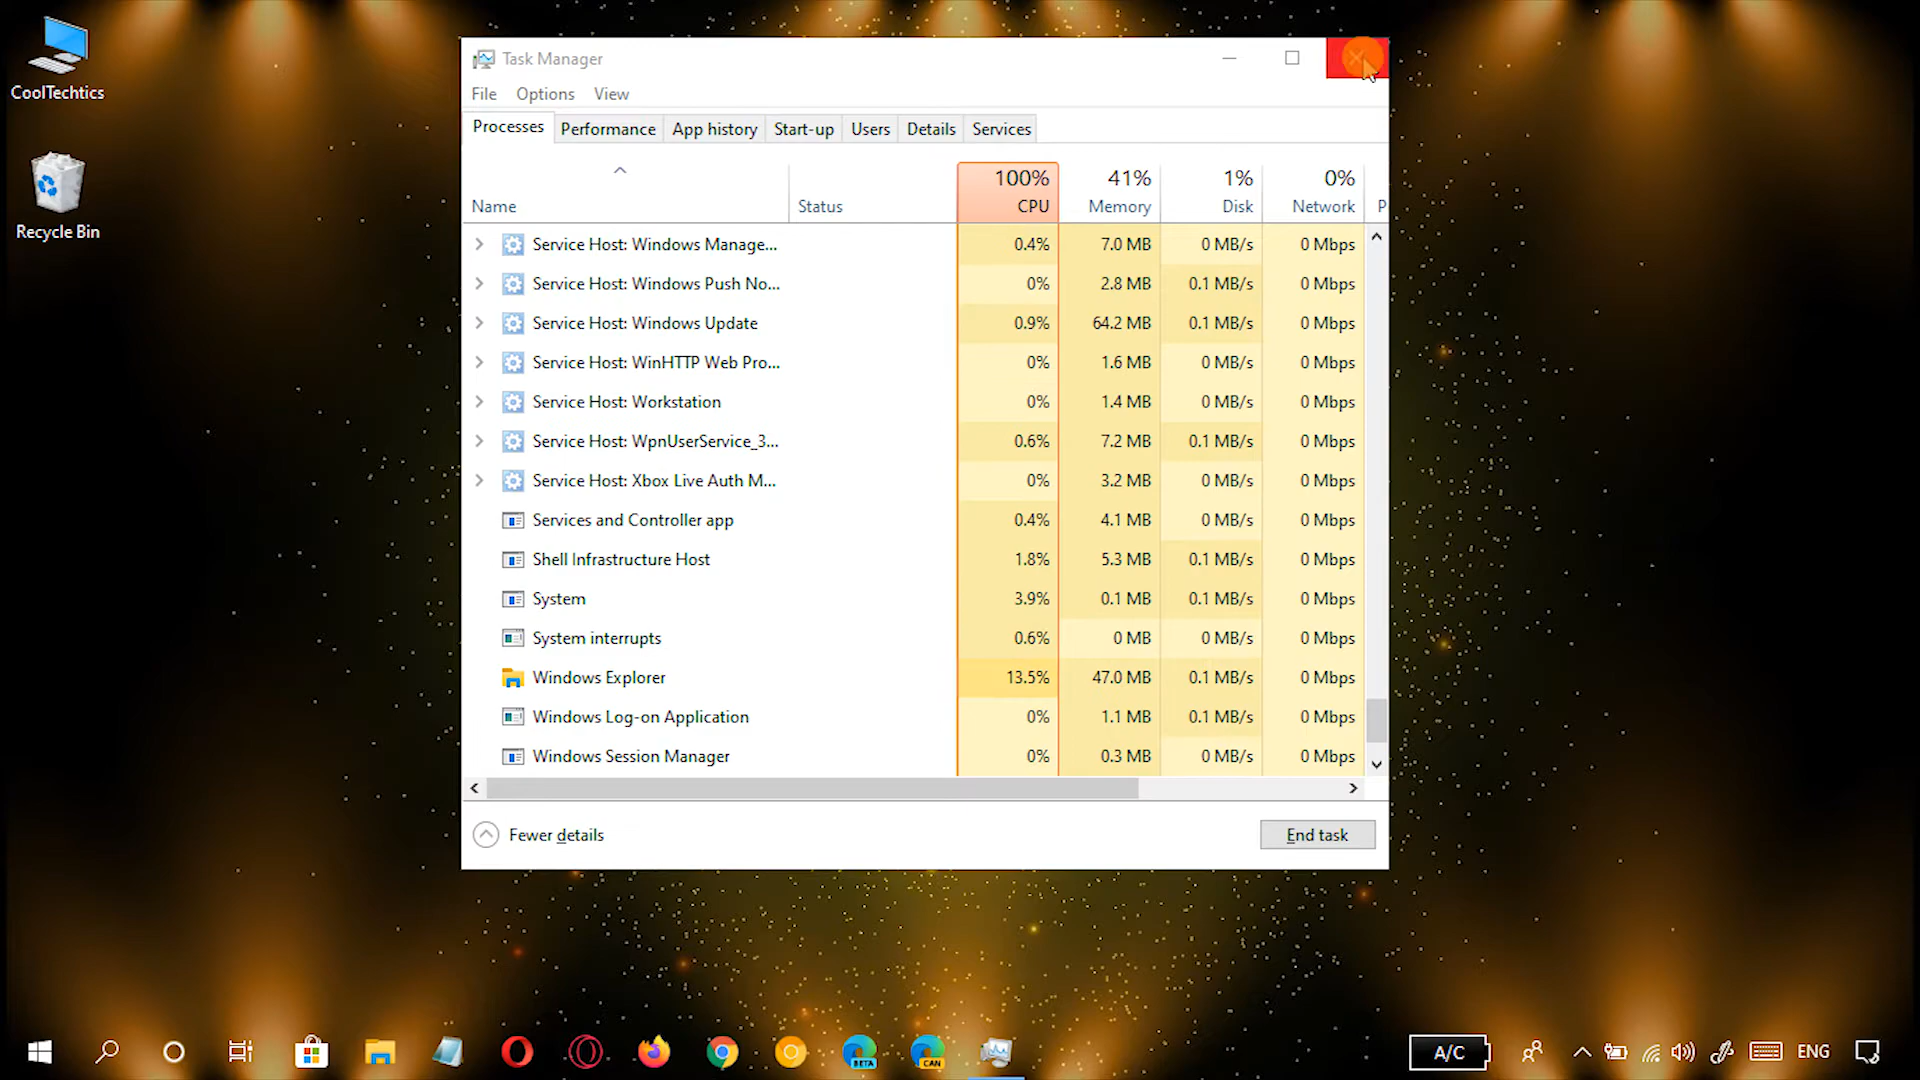 CoolTechtics
Recycle Bin
Task Manager
File Options View
Processes Performance App history Start-up Users Details Services
100% 41% 1% 0%
Name Status CPU Memory Disk Network P
Service Host: Windows Manage... 0.4% 7.0 MB 0 MB/s 0 Mbps
Service Host: Windows Push No... 0% 2.8 MB 0.1 MB/s 0 Mbps
Service Host: Windows Update 0.9% 64.2 MB 0.1 MB/s 0 Mbps
Service Host: WinHTTP Web Pro... 0% 1.6 MB 0 MB/s 0 Mbps
Service Host: Workstation 0% 1.4 MB 0 MB/s 0 Mbps
Service Host: WpnUserService_3... 0.6% 7.2 MB 0.1 MB/s 0 Mbps
Service Host: Xbox Live Auth M... 0% 3.2 MB 0 MB/s 0 Mbps
Services and Controller app 0.4% 4.1 MB 0 MB/s 0 Mbps
Shell Infrastructure Host 1.8% 5.3 MB 0.1 MB/s 0 Mbps
System 3.9% 0.1 MB 0.1 MB/s 0 Mbps
System interrupts 0.6% 0 MB 0 MB/s 0 Mbps
Windows Explorer 13.5% 47.0 MB 0.1 MB/s 0 Mbps
Windows Log-on Application 0% 1.1 MB 0.1 MB/s 0 Mbps
Windows Session Manager 0% 0.3 MB 0 MB/s 0 Mbps
Fewer details End task
BETA CAN A/C ENG